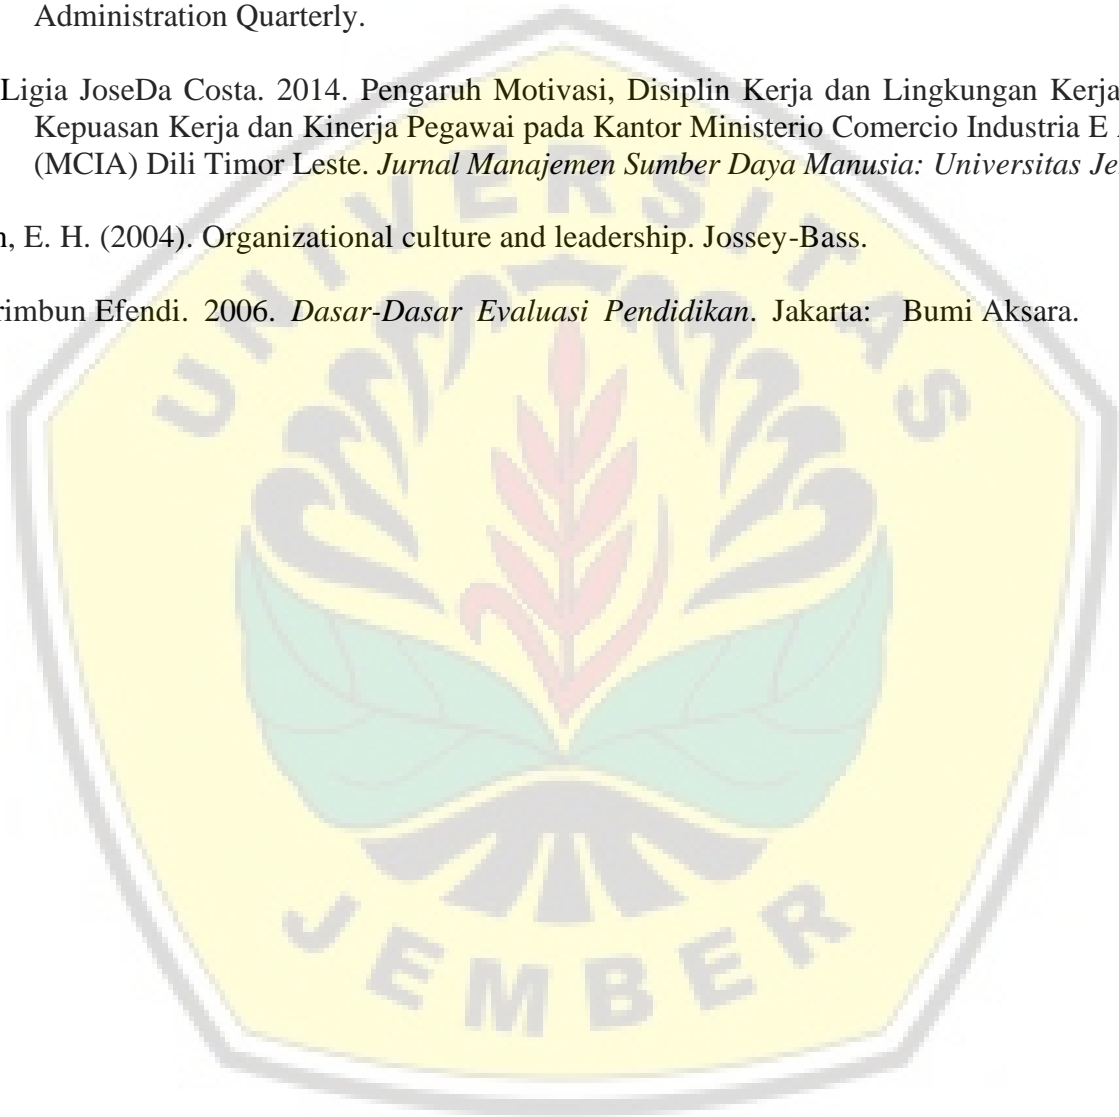 Administration Quarterly.
Ligia JoseDa Costa. 2014. Pengaruh Motivasi, Disiplin Kerja dan Lingkungan Kerja
Kepuasan Kerja dan Kinerja Pegawai pada Kantor Ministerio Comercio Industria E
(MCIA) Dili Timor Leste. Jurnal Manajemen Sumber Daya Manusia: Universitas
E. H. (2004). Organizational culture and leadership. Jossey-Bass.
Efendi. 2006. Dasar-Dasar Evaluasi Pendidikan. Jakarta: Bumi Aksara.
UNIVERSITAS
JEMBER